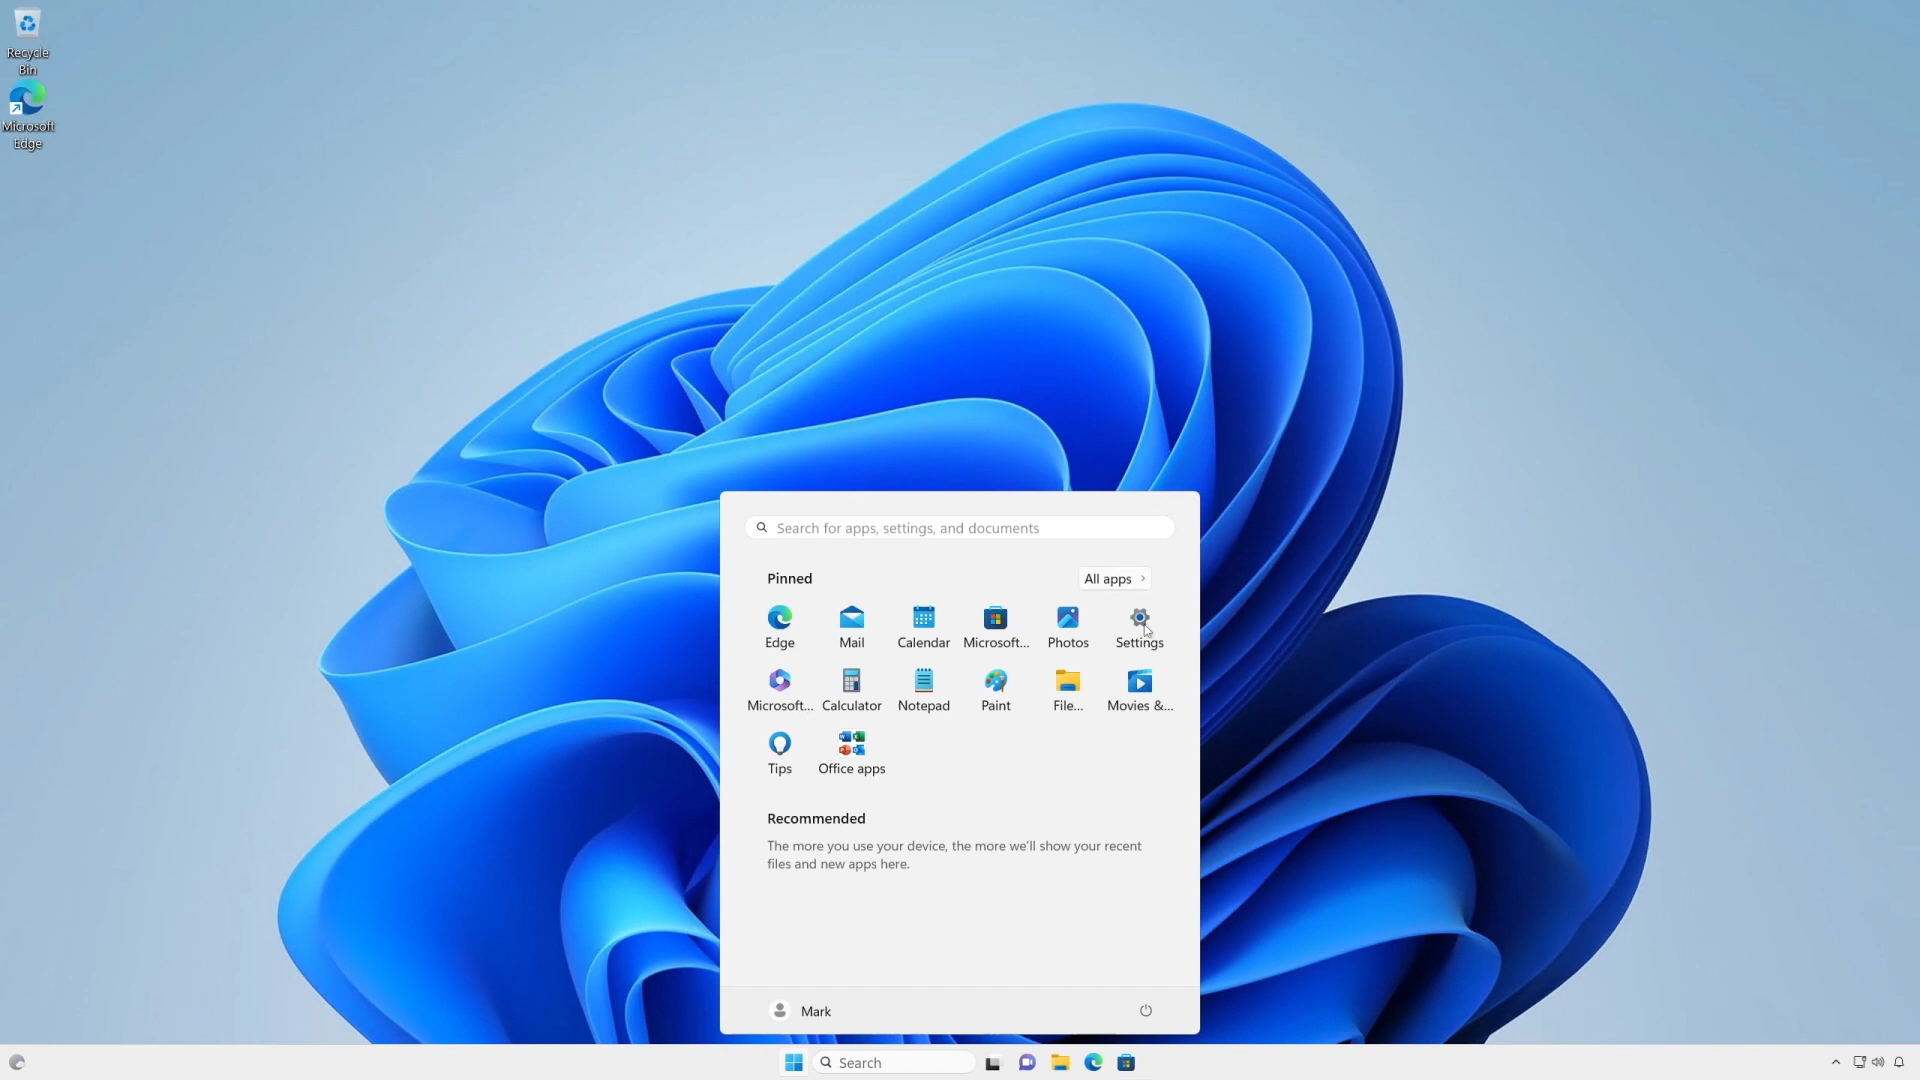 Recycle
Bin
Microsoft
Edge
Search for apps, settings, and documents
Pinned
All apps
Edge
Mail
Calendar
Microsoft...
Photos
Settings
Microsoft...
Calculator
Notepad
Paint
File...
Movies &...
Tips
Office apps
Recommended
The more you use your device, the more we'll show your recent
files and new apps here.
Mark
Search